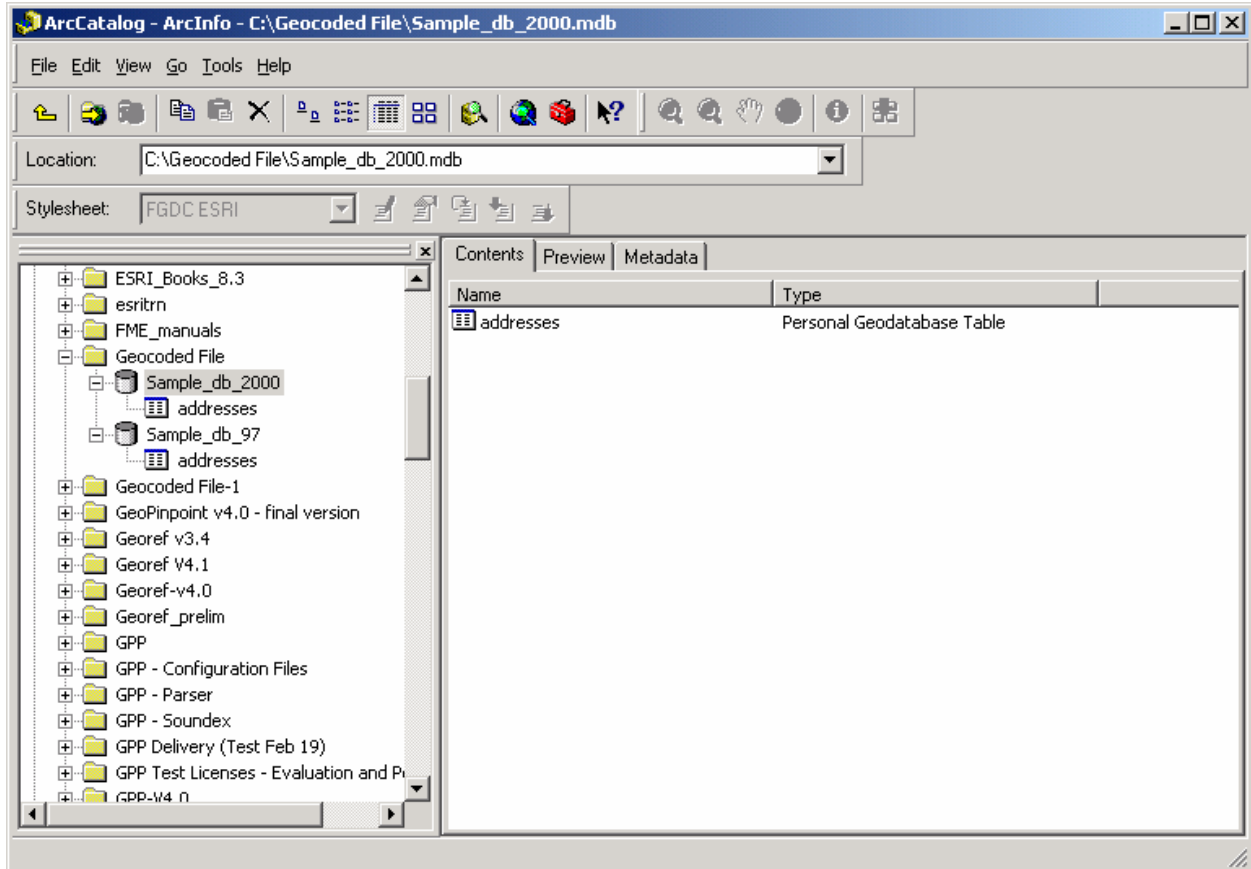 ArcCatalog - ArcInfo - C:\Geocoded File\Sample_db_2000.mdb
File Edit View Go Tools Help
Location: C:\Geocoded File\Sample_db_2000.mdb
Stylesheet: FGDC ESRI
ESRI_Books_8.3
esritrn
FME_manuals
Geocoded File
Sample_db_2000
addresses
Sample_db_97
addresses
Geocoded File-1
GeoPinpoint v4.0 - final version
Georef v3.4
Georef V4.1
Georef-v4.0
Georef_prelim
GPP
GPP - Configuration Files
GPP - Parser
GPP - Soundex
GPP Delivery (Test Feb 19)
GPP Test Licenses - Evaluation and
GPP-V4.0
Contents Preview Metadata
Name Type
addresses Personal Geodatabase Table